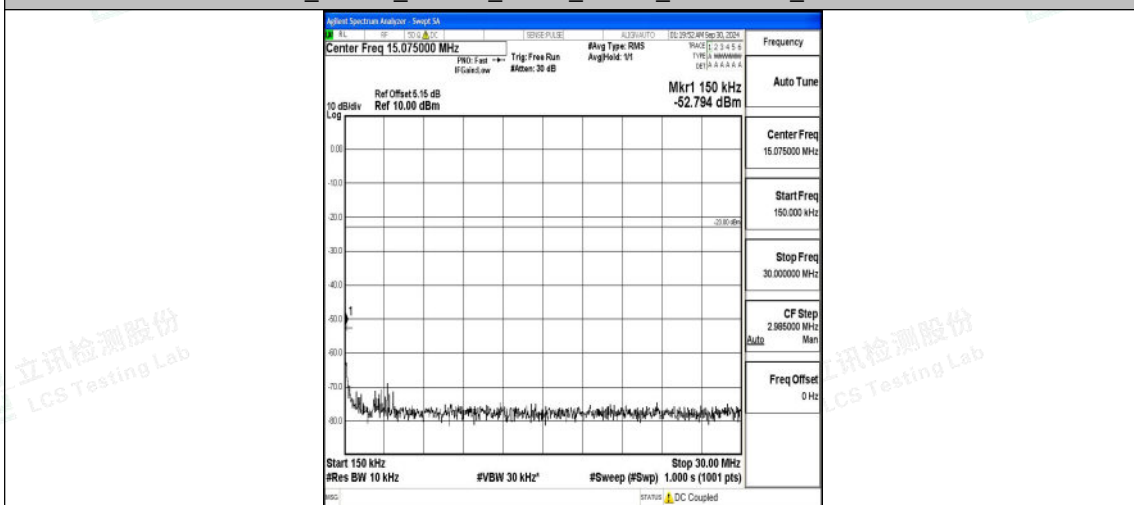 Agilent Spectrum Analyzer - Swept SA
RL RF 50 Ω DC SENSE:PULSE ALIGNAUTO 01:19:52 AM Sep 30, 2024
Center Freq 15.075000 MHz
PNO: Fast
IFGain:Low
Trig: Free Run
#Atten: 30 dB
#Avg Type: RMS
Avg|Hold: 1/1
TRACE 1 2 3 4 5 6
TYPE A
DET A A A A A A
Frequency
Auto Tune
Mkr1 150 kHz
-52.794 dBm
Ref Offset 6.15 dB
Ref 10.00 dBm
10 dB/div
Log
0.00
-10.0
-20.0
-30.0
-40.0
-50.0
-60.0
-70.0
-80.0
1
Center Freq
15.075000 MHz
Start Freq
150.000 kHz
Stop Freq
30.000000 MHz
CF Step
2.985000 MHz
Auto Man
Freq Offset
0 Hz
Start 150 kHz
Stop 30.00 MHz
#Res BW 10 kHz
#VBW 30 kHz*
#Sweep (#Swp) 1.000 s (1001 pts)
MSG
STATUS DC Coupled
立讯检测股份
LCS Testing Lab
立讯检测股份
LCS Testing Lab